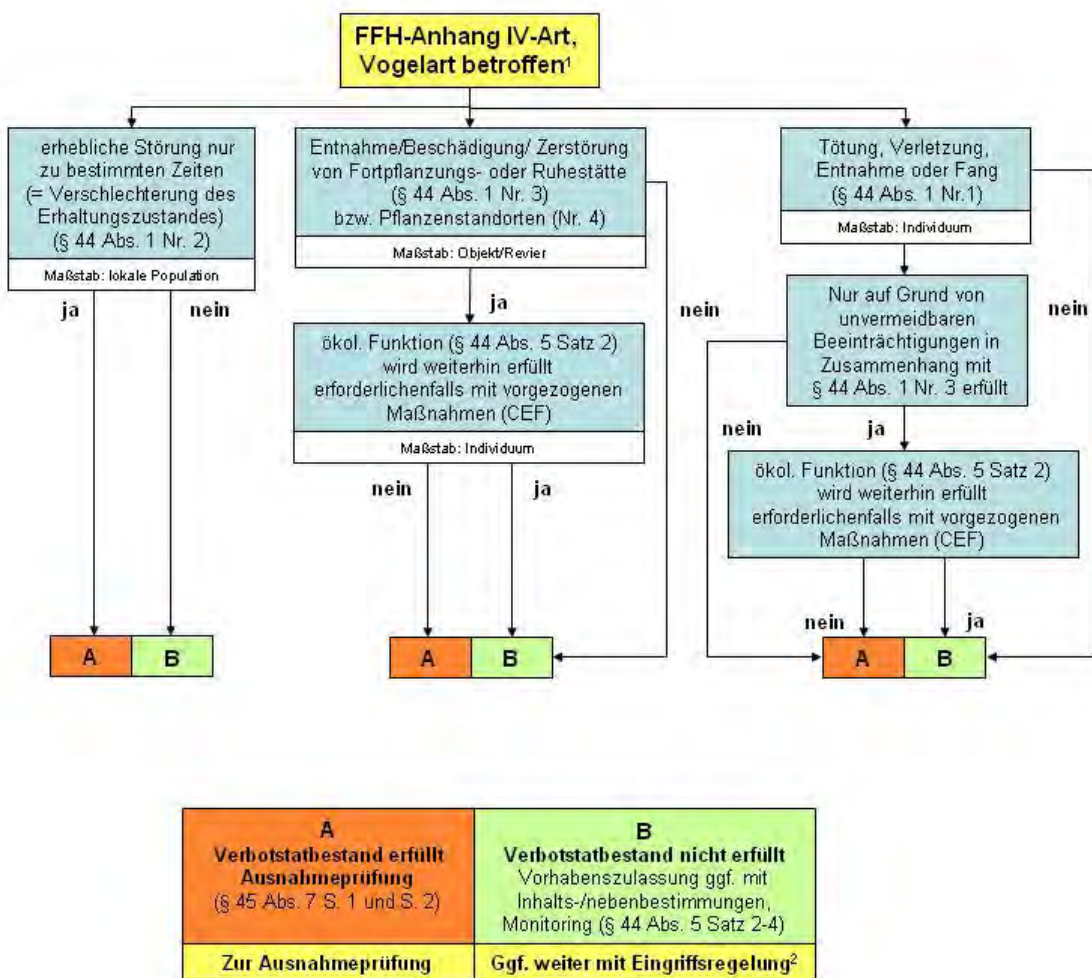 FFH-Anhang IV-Art,
Vogelart betroffen¹
erhebliche Störung nur
zu bestimmten Zeiten
(= Verschlechterung des
Erhaltungszustandes)
(§ 44 Abs. 1 Nr. 2)
Maßstab: lokale Population
ja
nein
A
B
Entnahme/Beschädigung/ Zerstörung
von Fortpflanzungs- oder Ruhestätte
(§ 44 Abs. 1 Nr. 3)
bzw. Pflanzenstandorten (Nr. 4)
Maßstab: Objekt/Revier
ja
nein
ökol. Funktion (§ 44 Abs. 5 Satz 2)
wird weiterhin erfüllt
erforderlichenfalls mit vorgezogenen
Maßnahmen (CEF)
Maßstab: Individuum
nein
ja
A
B
Tötung, Verletzung,
Entnahme oder Fang
(§ 44 Abs. 1 Nr.1)
Maßstab: Individuum
nein
Nur auf Grund von
unvermeidbaren
Beeinträchtigungen in
Zusammenhang mit
§ 44 Abs. 1 Nr. 3 erfüllt
nein
ja
ökol. Funktion (§ 44 Abs. 5 Satz 2)
wird weiterhin erfüllt
erforderlichenfalls mit vorgezogenen
Maßnahmen (CEF)
nein
ja
A
B
A
Verbotstatbestand erfüllt
Ausnahmeprüfung
(§ 45 Abs. 7 S. 1 und S. 2)
Zur Ausnahmeprüfung
B
Verbotstatbestand nicht erfüllt
Vorhabenszulassung ggf. mit
Inhalts-/nebenbestimmungen,
Monitoring (§ 44 Abs. 5 Satz 2-4)
Ggf. weiter mit Eingriffsregelung²